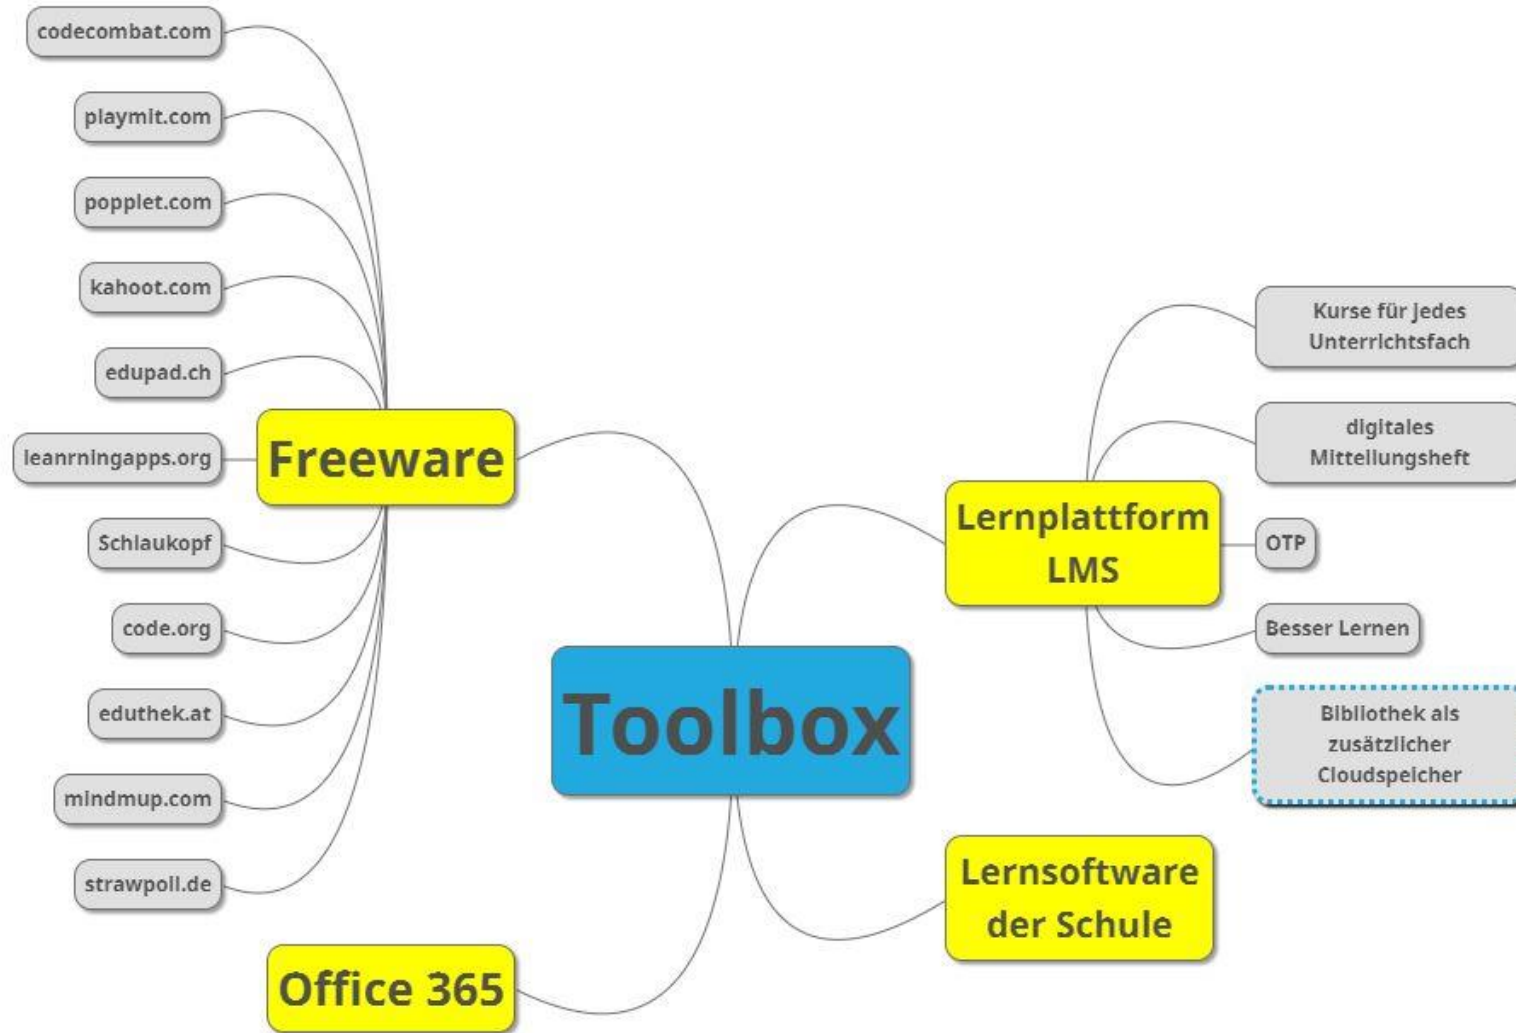 codecombat.com
playmit.com
popplet.com
kahoot.com
edupad.ch
leanrningapps.org
Schlaukopf
code.org
eduthek.at
mindmup.com
strawpoll.de
Freeware
Office 365
Toolbox
Lernplattform
LMS
Kurse für jedes
Unterrichtsfach
digitales
Mitteilungsheft
OTP
Besser Lernen
Bibliothek als
zusätzlicher
Cloudspeicher
Lernsoftware
der Schule